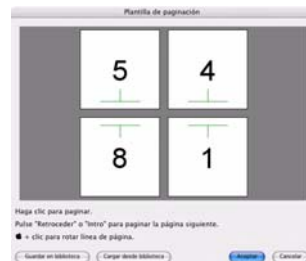 Plantilla de paginación
5 4
8 1
Haga clic para paginar.
Pulse "Retroceder" o "Intro" para paginar la página siguiente.
+ clic para rotar línea de página.
Guardar en biblioteca Cargar desde biblioteca Aceptar Cancelar